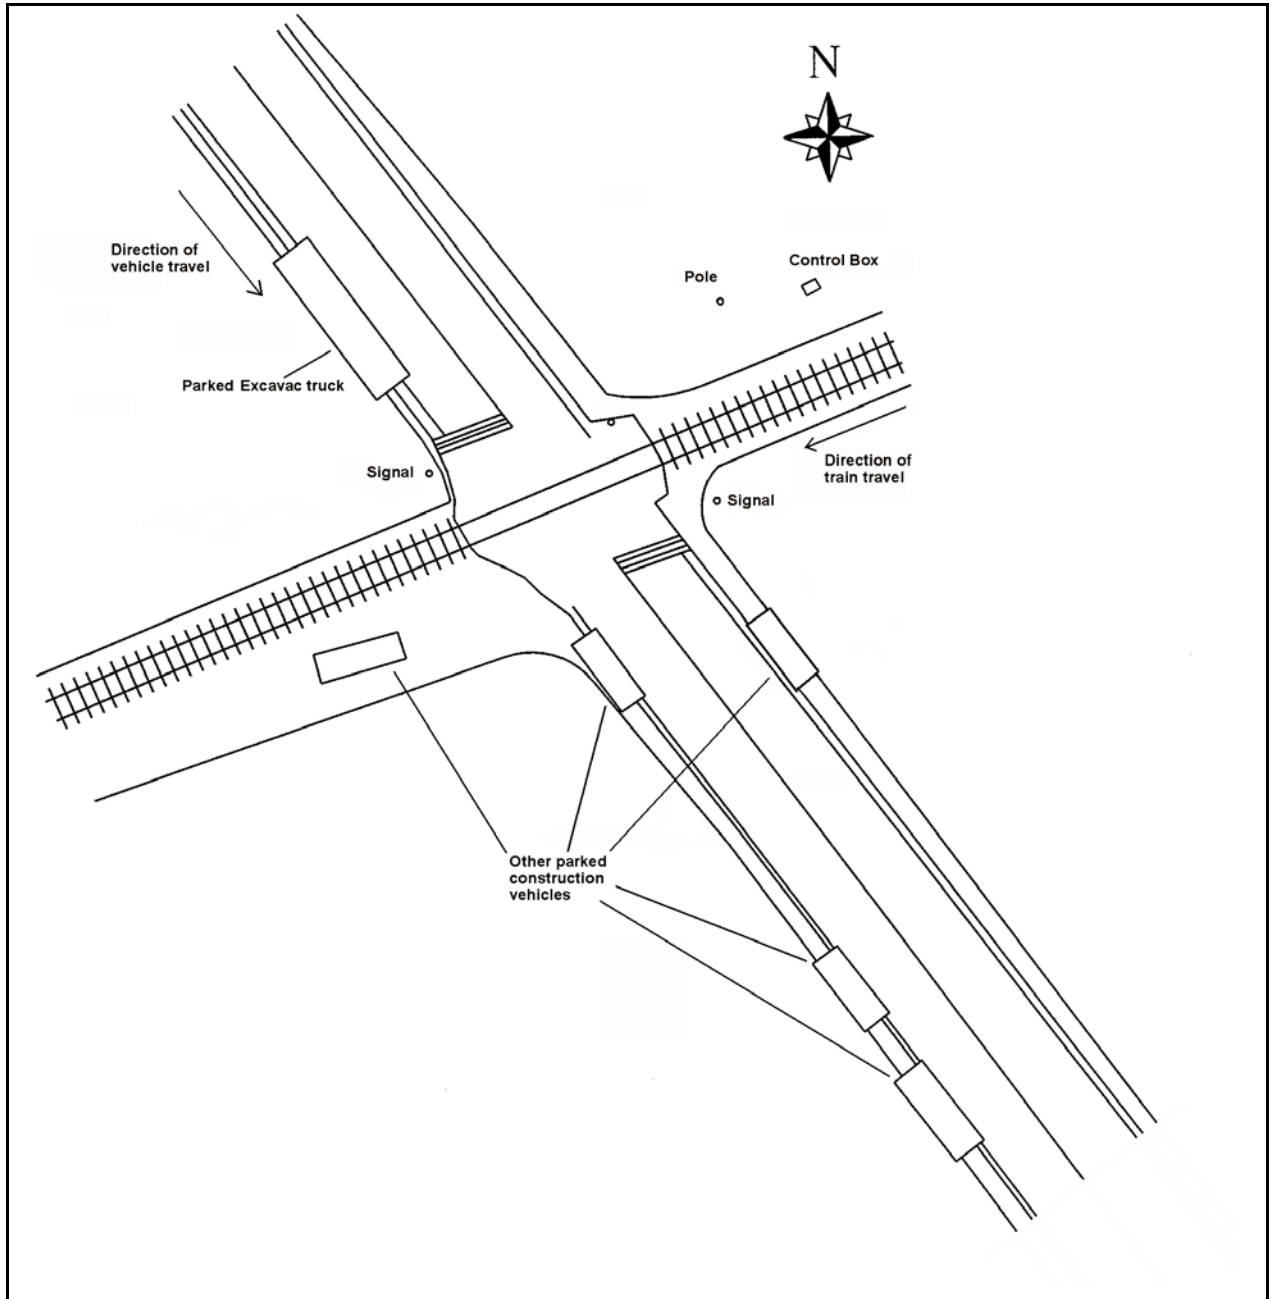 N
Direction of
vehicle travel
Control Box
Pole
Parked Excavac truck
Direction of
train travel
Signal
Signal
Other parked
construction
vehicles